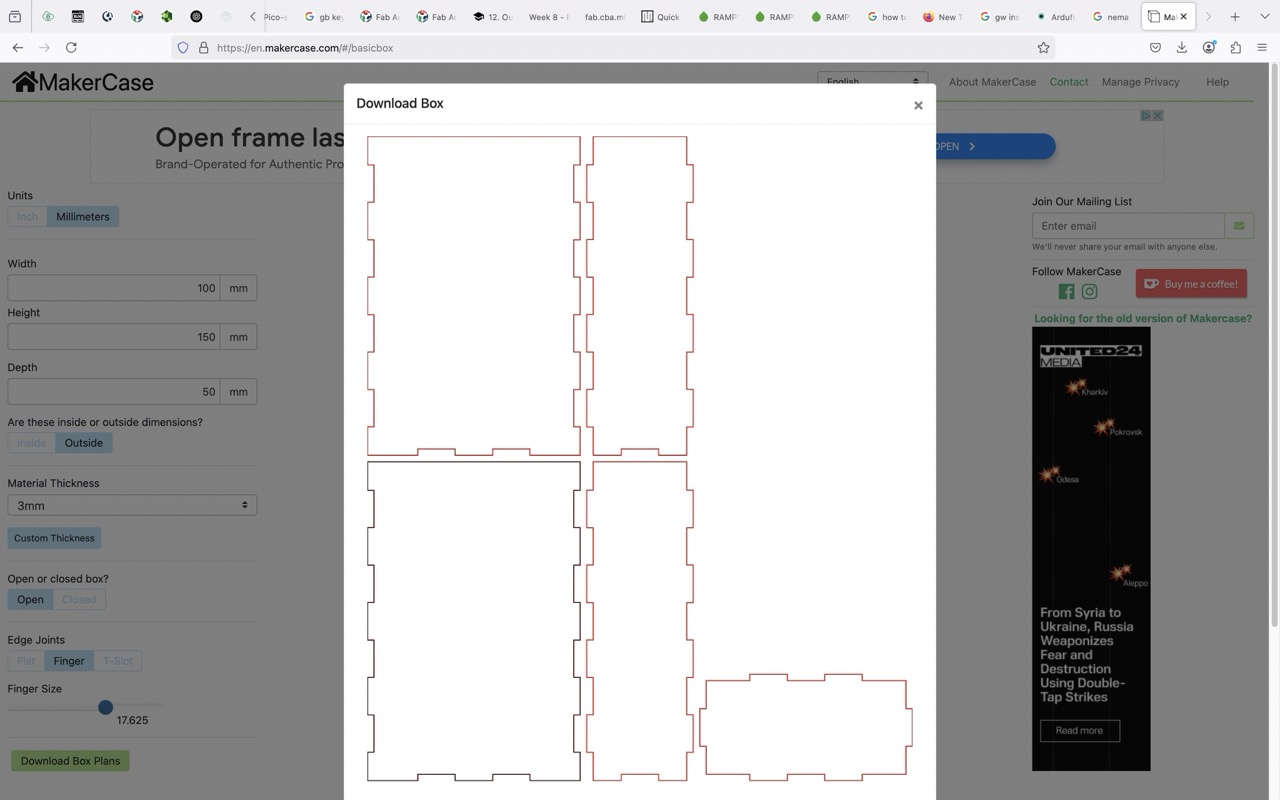 Pico-s
gb key
Fab Ac
Fab Ac
12. Ou
Week 8 - F
fab.cba.mi
Quick
RAMP
RAMP
RAMP
how to
New T
gw ins
Arduf
nema
Ma
https://en.makercase.com/#/basicbox
MakerCase
English
About MakerCase
Contact
Manage Privacy
Help
Download Box
×
Open frame las
Brand-Operated for Authentic Pro
OPEN
Units
Inch
Millimeters
Width
100 mm
Height
150 mm
Depth
50 mm
Are these inside or outside dimensions?
Inside
Outside
Material Thickness
3mm
Custom Thickness
Open or closed box?
Open
Closed
Edge Joints
Flat
Finger
T-Slot
Finger Size
17.625
Download Box Plans
Join Our Mailing List
Enter email
We'll never share your email with anyone else.
Follow MakerCase
Buy me a coffee!
Looking for the old version of Makercase?
UNITED24
MEDIA
Kharkiv
Pokrovsk
Odesa
Aleppo
From Syria to
Ukraine, Russia
Weaponizes
Fear and
Destruction
Using Double-
Tap Strikes
Read more